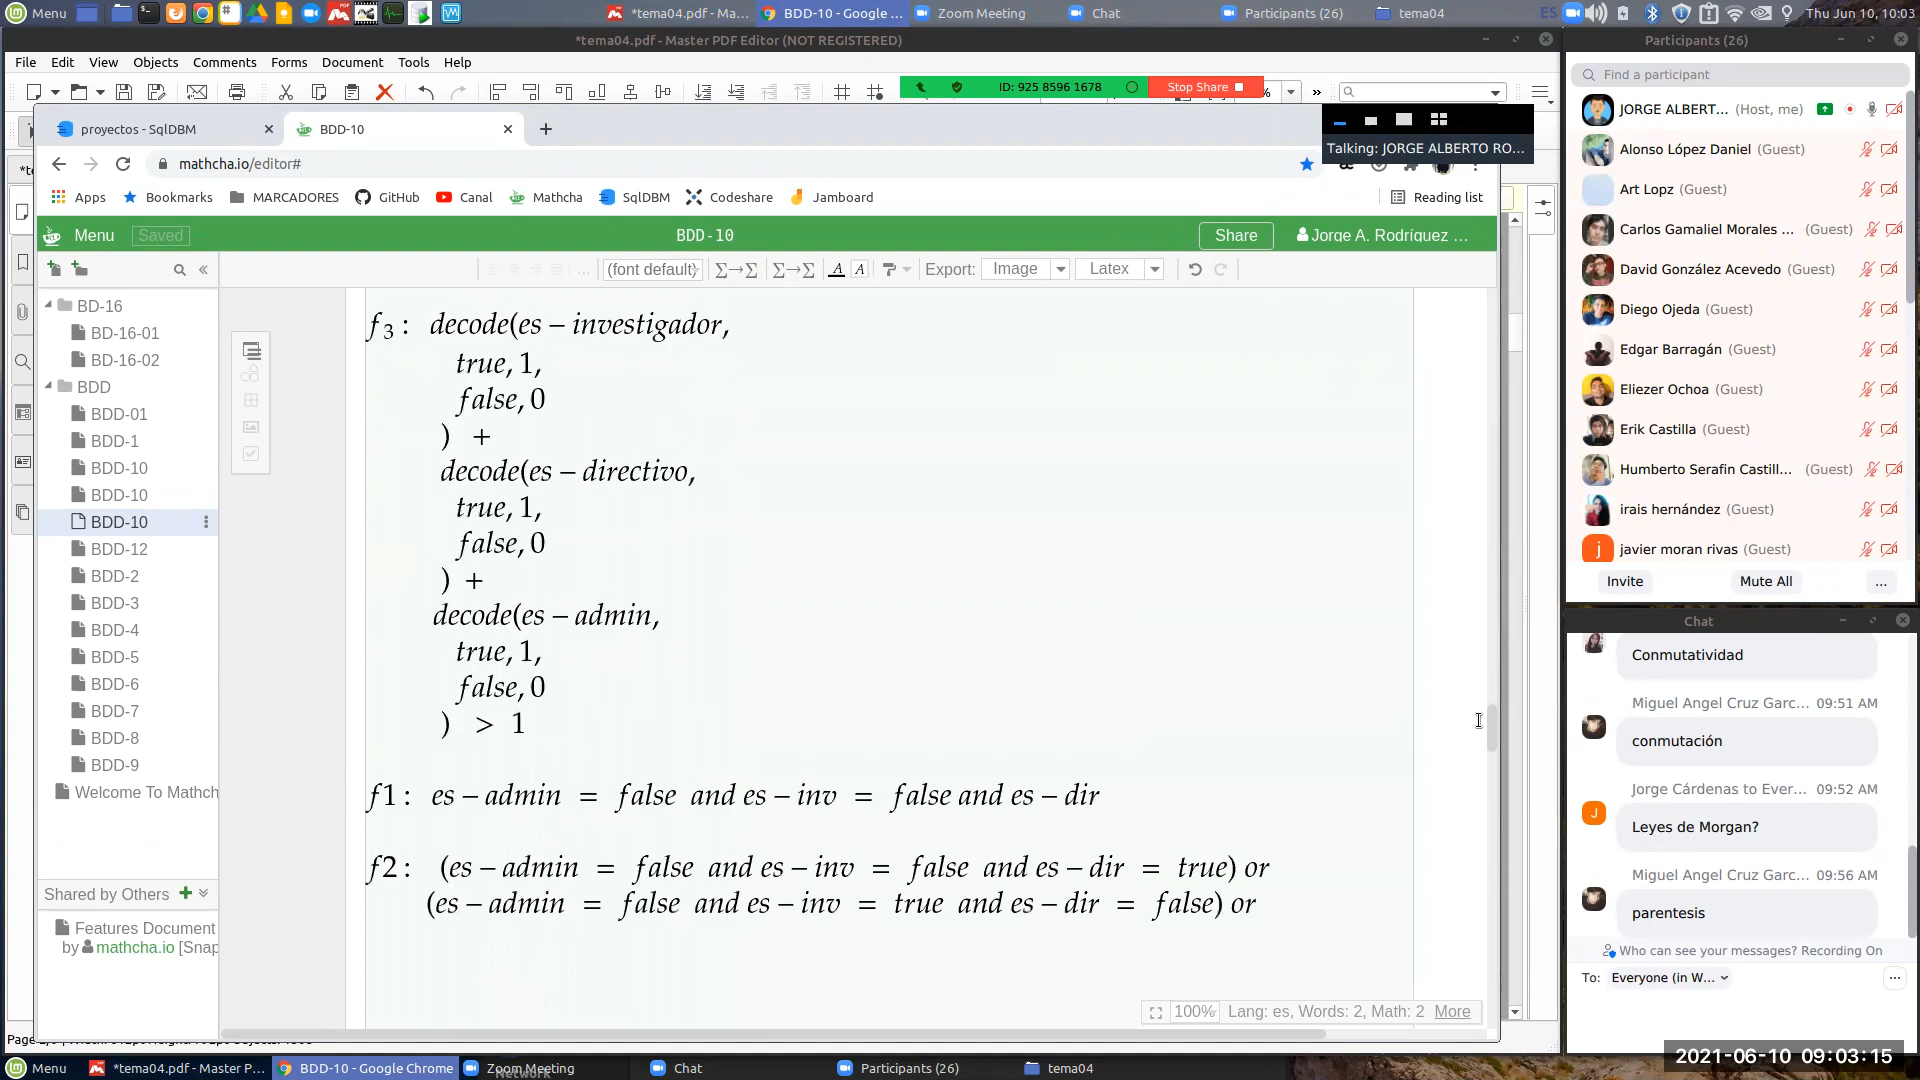 Menu
*tema04.pdf - Ma...
BDD-10 - Google ...
Zoom Meeting
Chat
Participants (26)
tema04
ES
Thu Jun 10, 10:03
*tema04.pdf - Master PDF Editor (NOT REGISTERED)
File Edit View Objects Comments Forms Document Tools Help
ID: 925 8596 1678
Stop Share
proyectos - SqlDBM
BDD-10
Talking: JORGE ALBERTO RO...
mathcha.io/editor#
Apps Bookmarks MARCADORES GitHub Canal Mathcha SqlDBM Codeshare Jamboard Reading list
Menu Saved BDD-10 Share Jorge A. Rodríguez ...
(font default) Σ→Σ Σ→Σ A A Export: Image Latex
BD-16
BD-16-01
BD-16-02
BDD
BDD-01
BDD-1
BDD-10
BDD-10
BDD-10
BDD-12
BDD-2
BDD-3
BDD-4
BDD-5
BDD-6
BDD-7
BDD-8
BDD-9
Welcome To Mathch
Shared by Others
Features Document
by mathcha.io [Snap
f3 : decode(es − investigador,
true, 1,
false, 0
) +
decode(es − directivo,
true, 1,
false, 0
) +
decode(es − admin,
true, 1,
false, 0
) > 1
f1 : es − admin = false and es − inv = false and es − dir
f2 : (es − admin = false and es − inv = false and es − dir = true) or
(es − admin = false and es − inv = true and es − dir = false) or
100% Lang: es, Words: 2, Math: 2 More
Participants (26)
Find a participant
JORGE ALBERT... (Host, me)
Alonso López Daniel (Guest)
Art Lopz (Guest)
Carlos Gamaliel Morales ... (Guest)
David González Acevedo (Guest)
Diego Ojeda (Guest)
Edgar Barragán (Guest)
Eliezer Ochoa (Guest)
Erik Castilla (Guest)
Humberto Serafin Castill... (Guest)
irais hernández (Guest)
j javier moran rivas (Guest)
Invite Mute All ...
Chat
Conmutatividad
Miguel Angel Cruz Garc... 09:51 AM
conmutación
Jorge Cárdenas to Ever... 09:52 AM
J Leyes de Morgan?
Miguel Angel Cruz Garc... 09:56 AM
parentesis
Who can see your messages? Recording On
To: Everyone (in W...
Menu
*tema04.pdf - Master P...
BDD-10 - Google Chrome
Zoom Meeting
Network
Chat
Participants (26)
tema04
2021-06-10 09:03:15